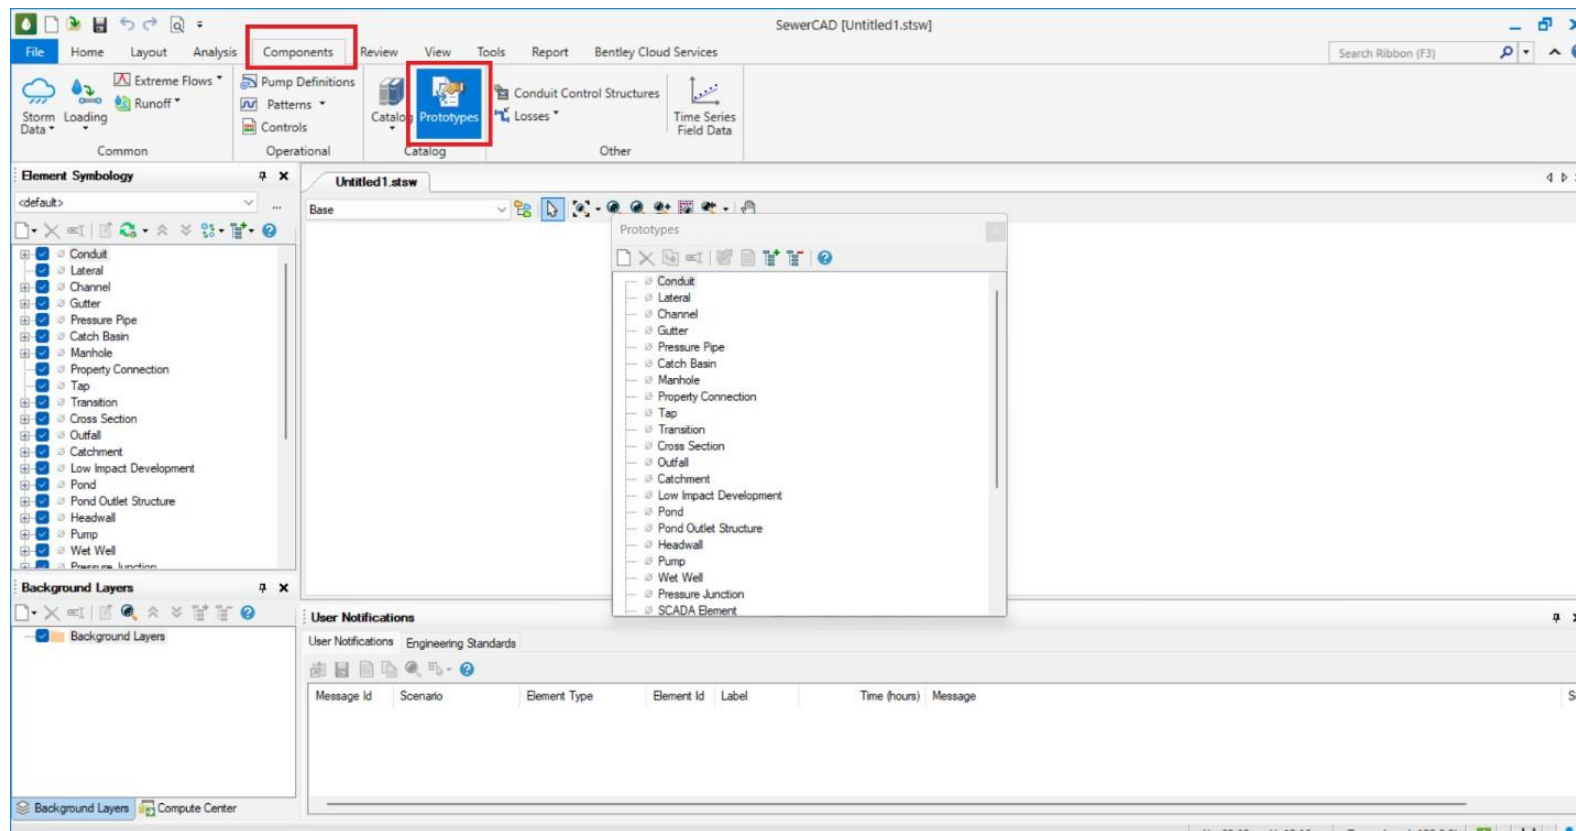 SewerCAD [Untitled1.stsw]
File Home Layout Analysis Components Review View Tools Report Bentley Cloud Services Search Ribbon (F3)
Extreme Flows Pump Definitions
Conduit Control Structures
Runoff Patterns
Storm Data Loading Controls Catalog Prototypes Losses Time Series Field Data
Common Operational Catalog Other
Element Symbology
<default> ...
Conduit
Lateral
Channel
Gutter
Pressure Pipe
Catch Basin
Manhole
Property Connection
Tap
Transition
Cross Section
Outfall
Catchment
Low Impact Development
Pond
Pond Outlet Structure
Headwall
Pump
Wet Well
Pressure Junction
Background Layers
Background Layers
Background Layers Compute Center
Untitled1.stsw
Base
Prototypes
Conduit
Lateral
Channel
Gutter
Pressure Pipe
Catch Basin
Manhole
Property Connection
Tap
Transition
Cross Section
Outfall
Catchment
Low Impact Development
Pond
Pond Outlet Structure
Headwall
Pump
Wet Well
Pressure Junction
SCADA Element
User Notifications
User Notifications Engineering Standards
Message Id Scenario Element Type Element Id Label Time (hours) Message